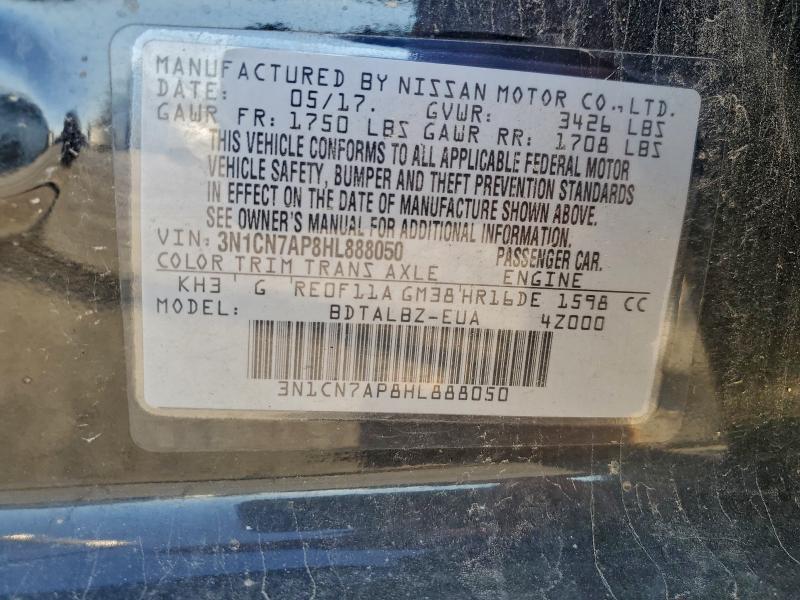 MANUFACTURED BY NISSAN MOTOR CO., LTD.
DATE: 05/17. GVWR: 3426 LBS
GAWR FR: 1750 LBS GAWR RR: 1708 LBS
THIS VEHICLE CONFORMS TO ALL APPLICABLE FEDERAL MOTOR
VEHICLE SAFETY, BUMPER AND THEFT PREVENTION STANDARDS
IN EFFECT ON THE DATE OF MANUFACTURE SHOWN ABOVE.
SEE OWNER'S MANUAL FOR ADDITIONAL INFORMATION.
VIN: 3N1CN7AP8HL888050 PASSENGER CAR.
COLOR TRIM TRANS AXLE ENGINE
KH3 G RE0F11A GM38 HR16DE 1598 CC
MODEL: BDTALBZ-EUA 4Z000
3N1CN7AP8HL888050